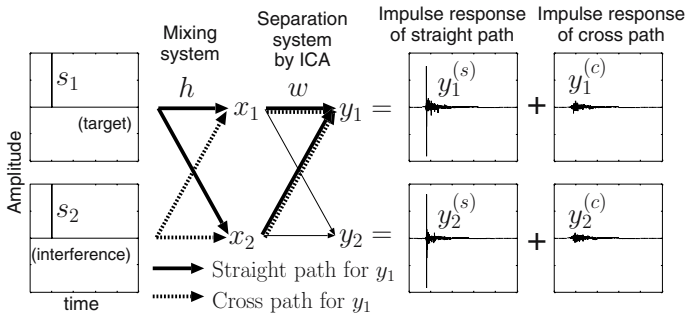 Mixing
system
Separation
system
by ICA
Impulse response
of straight path
Impulse response
of cross path
Amplitude
s₁
(target)
h
x₁
w
y₁ =
y₁⁽ˢ⁾
+
y₁⁽ᶜ⁾
s₂
(interference)
x₂
y₂ =
y₂⁽ˢ⁾
+
y₂⁽ᶜ⁾
time
Straight path for y₁
Cross path for y₁